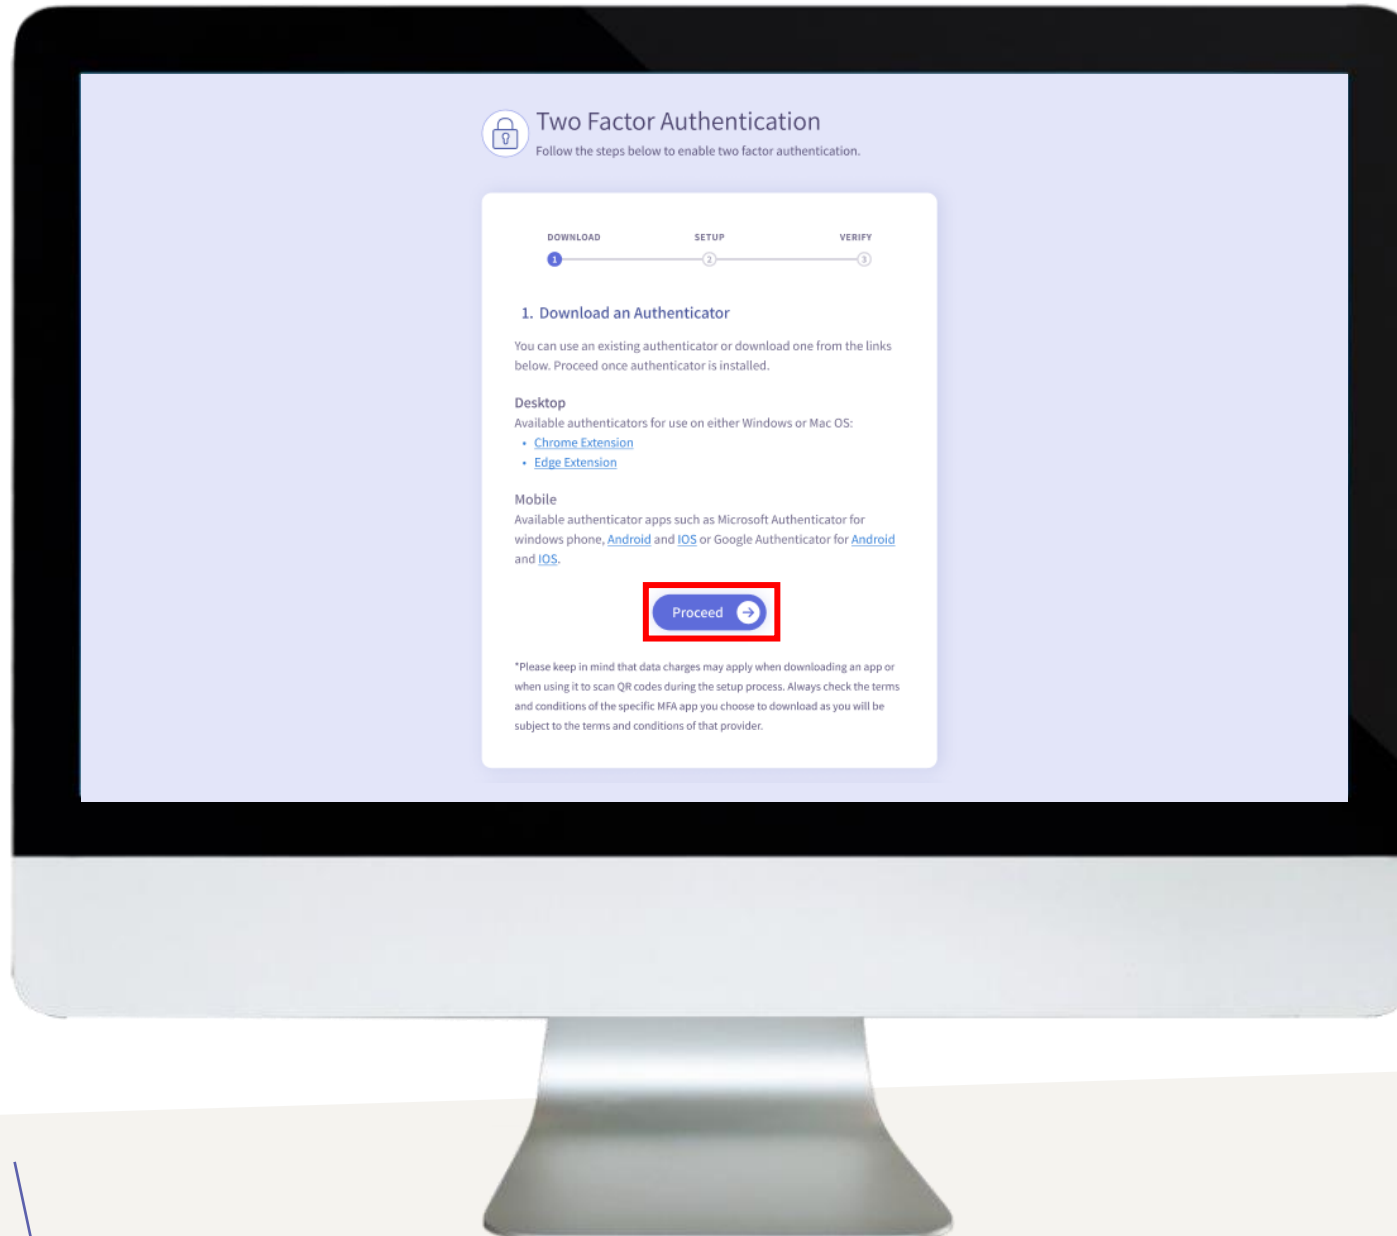 Two Factor Authentication
Follow the steps below to enable two factor authentication.
DOWNLOAD SETUP VERIFY
1 2 3
1. Download an Authenticator
You can use an existing authenticator or download one from the links
below. Proceed once authenticator is installed.
Desktop
Available authenticators for use on either Windows or Mac OS:
• Chrome Extension
• Edge Extension
Mobile
Available authenticator apps such as Microsoft Authenticator for
windows phone, Android and IOS or Google Authenticator for Android
and IOS.
Proceed
*Please keep in mind that data charges may apply when downloading an app or
when using it to scan QR codes during the setup process. Always check the terms
and conditions of the specific MFA app you choose to download as you will be
subject to the terms and conditions of that provider.